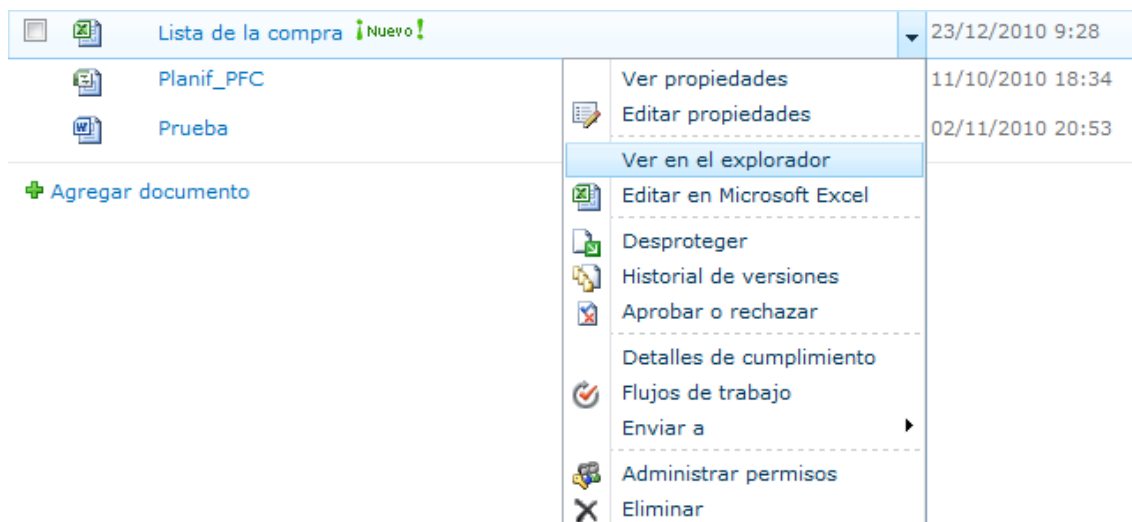 Lista de la compra ¡Nuevo! 23/12/2010 9:28
Planif_PFC 11/10/2010 18:34
Prueba 02/11/2010 20:53
Agregar documento
Ver propiedades
Editar propiedades
Ver en el explorador
Editar en Microsoft Excel
Desproteger
Historial de versiones
Aprobar o rechazar
Detalles de cumplimiento
Flujos de trabajo
Enviar a
Administrar permisos
Eliminar